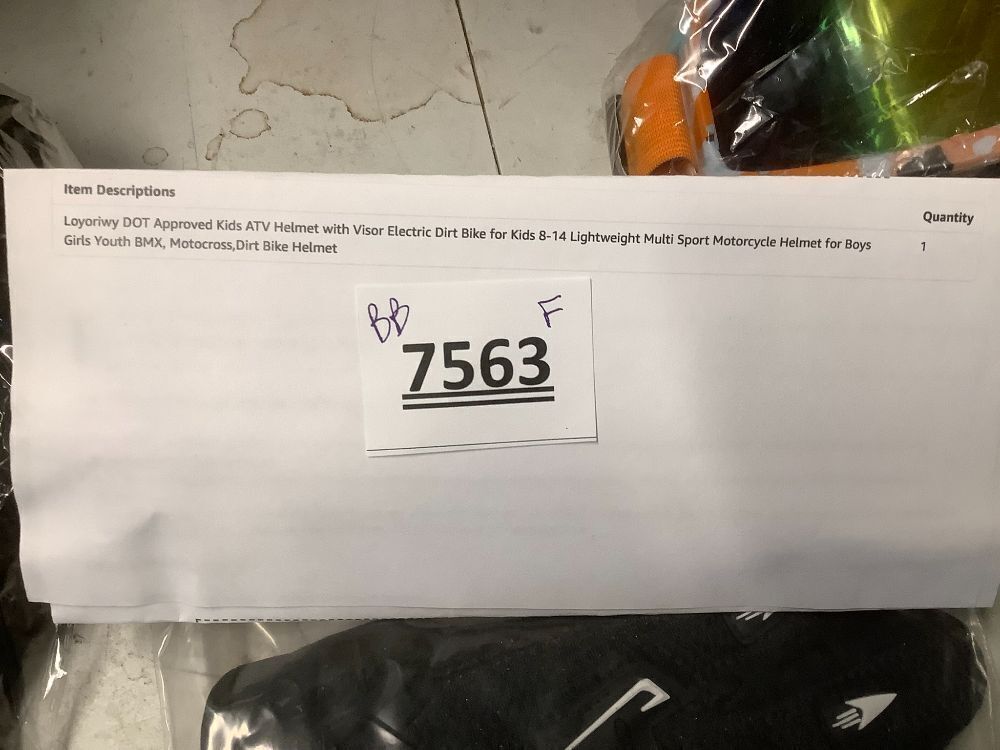 Item Descriptions
Quantity
Loyoriwy DOT Approved Kids ATV Helmet with Visor Electric Dirt Bike for Kids 8-14 Lightweight Multi Sport Motorcycle Helmet for Boys
1
Girls Youth BMX, Motocross,Dirt Bike Helmet
BB
F
7563